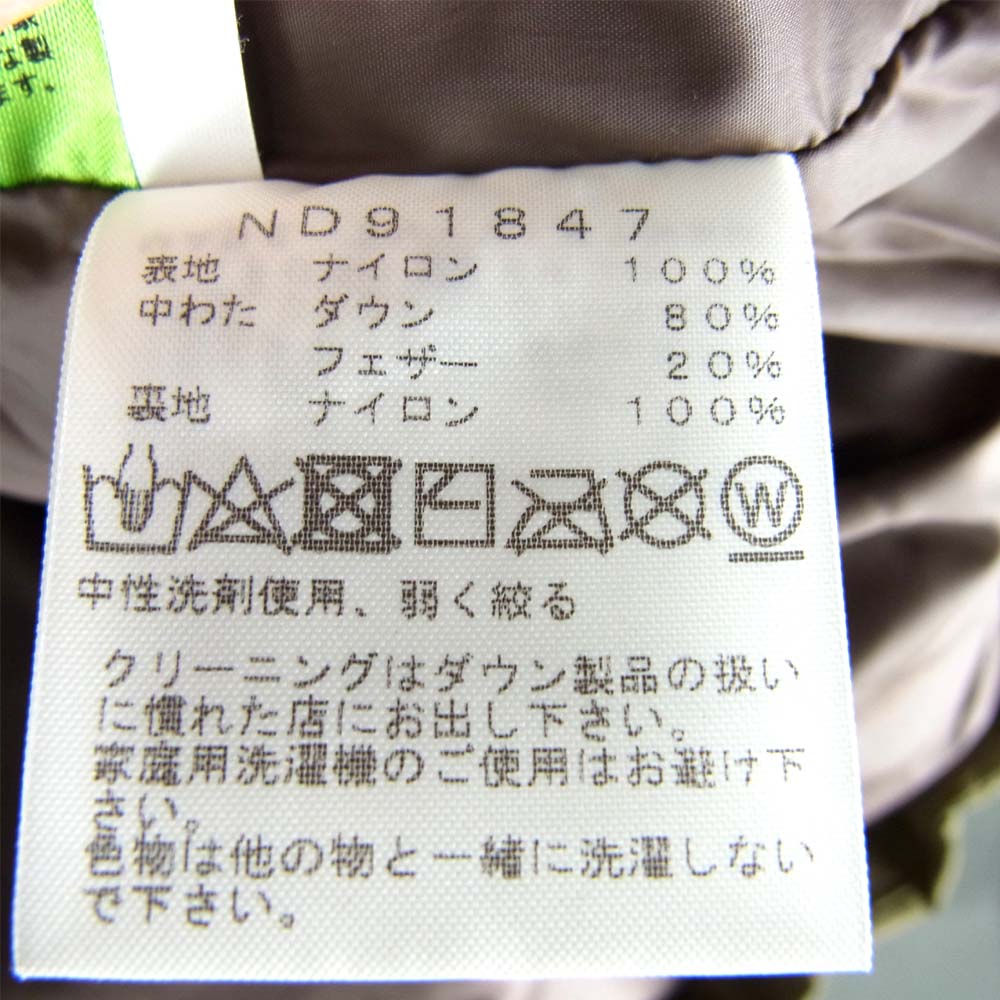 な製
ます。
ND91847
表地 ナイロン 100%
中わた ダウン 80%
フェザー 20%
裏地 ナイロン 100%
W
中性洗剤使用、弱く絞る
クリーニングはダウン製品の扱い
に慣れた店にお出し下さい。
家庭用洗濯機のご使用はお避け下
さい。
色物は他の物と一緒に洗濯しない
で下さい。